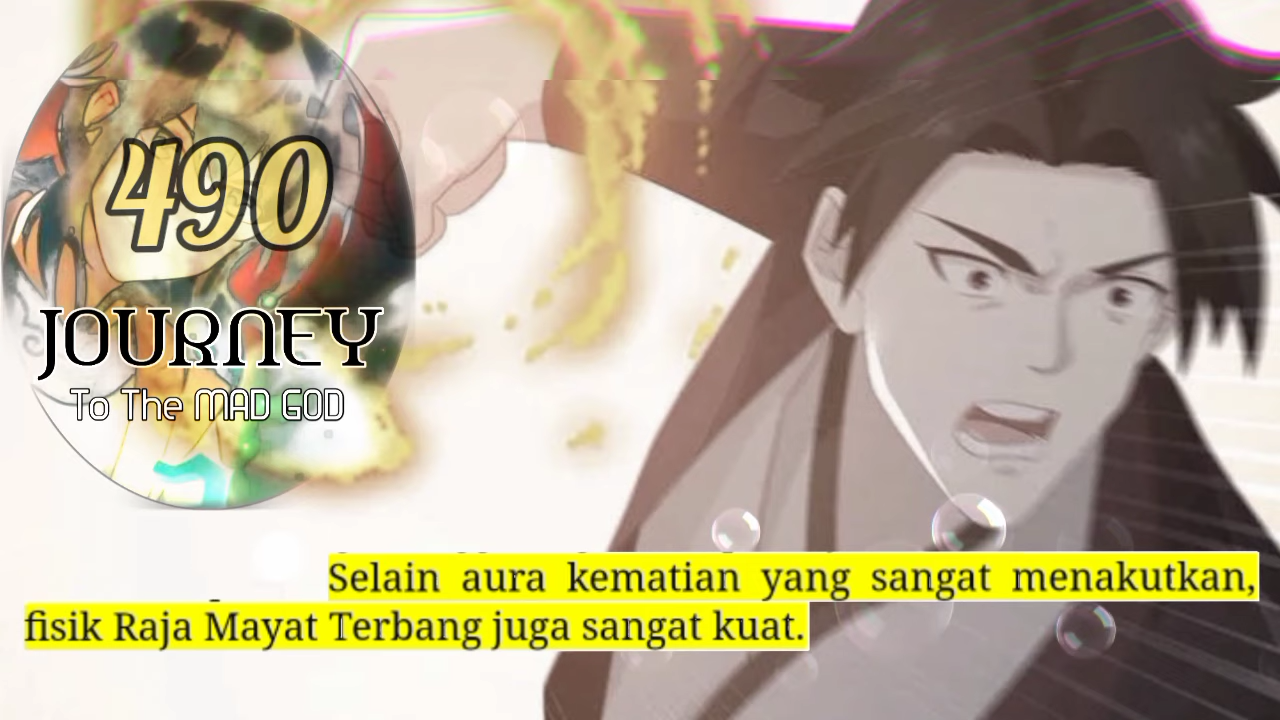 490
JOURNEY
To The MAD GOD
Selain aura kematian yang sangat menakutkan,
fisik Raja Mayat Terbang juga sangat kuat.